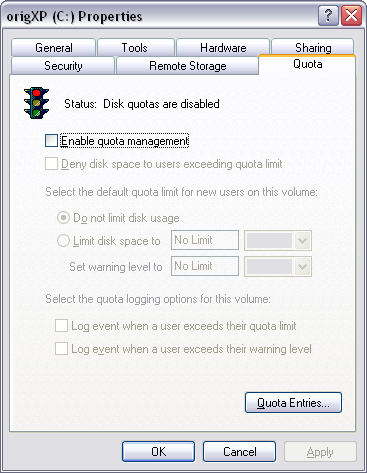 origXP (C:) Properties
General Tools Hardware Sharing
Security Remote Storage Quota
Status: Disk quotas are disabled
Enable quota management
Deny disk space to users exceeding quota limit
Select the default quota limit for new users on this volume:
Do not limit disk usage
Limit disk space to No Limit
Set warning level to No Limit
Select the quota logging options for this volume:
Log event when a user exceeds their quota limit
Log event when a user exceeds their warning level
Quota Entries...
OK Cancel Apply